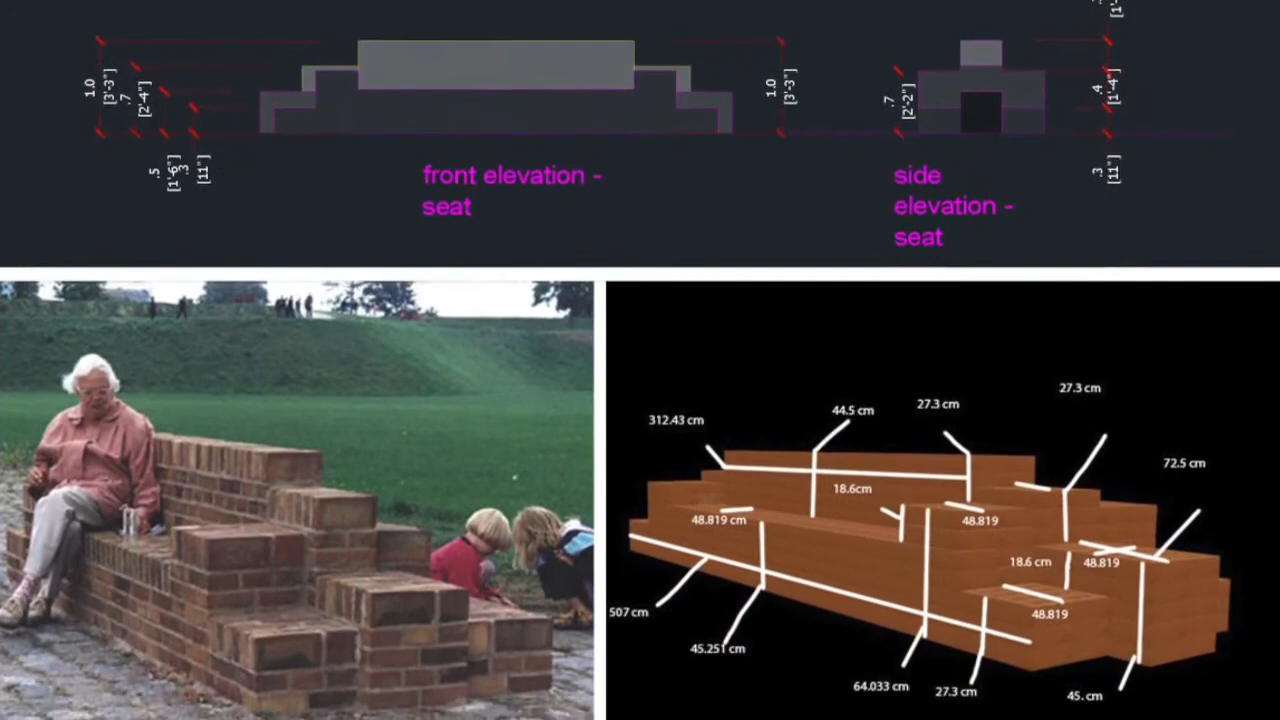 1.0
[3'-3"]
.7
[2'-4"]
.5
[1'-6"]
.3
[11"]
front elevation -
seat
1.0
[3'-3"]
.7
[2'-2"]
.4
[1'-4"]
.3
[11"]
side
elevation -
seat
27.3 cm
312.43 cm
44.5 cm
27.3 cm
72.5 cm
18.6cm
48.819 cm
48.819
18.6 cm
48.819
507 cm
48.819
45.251 cm
64.033 cm
27.3 cm
45. cm